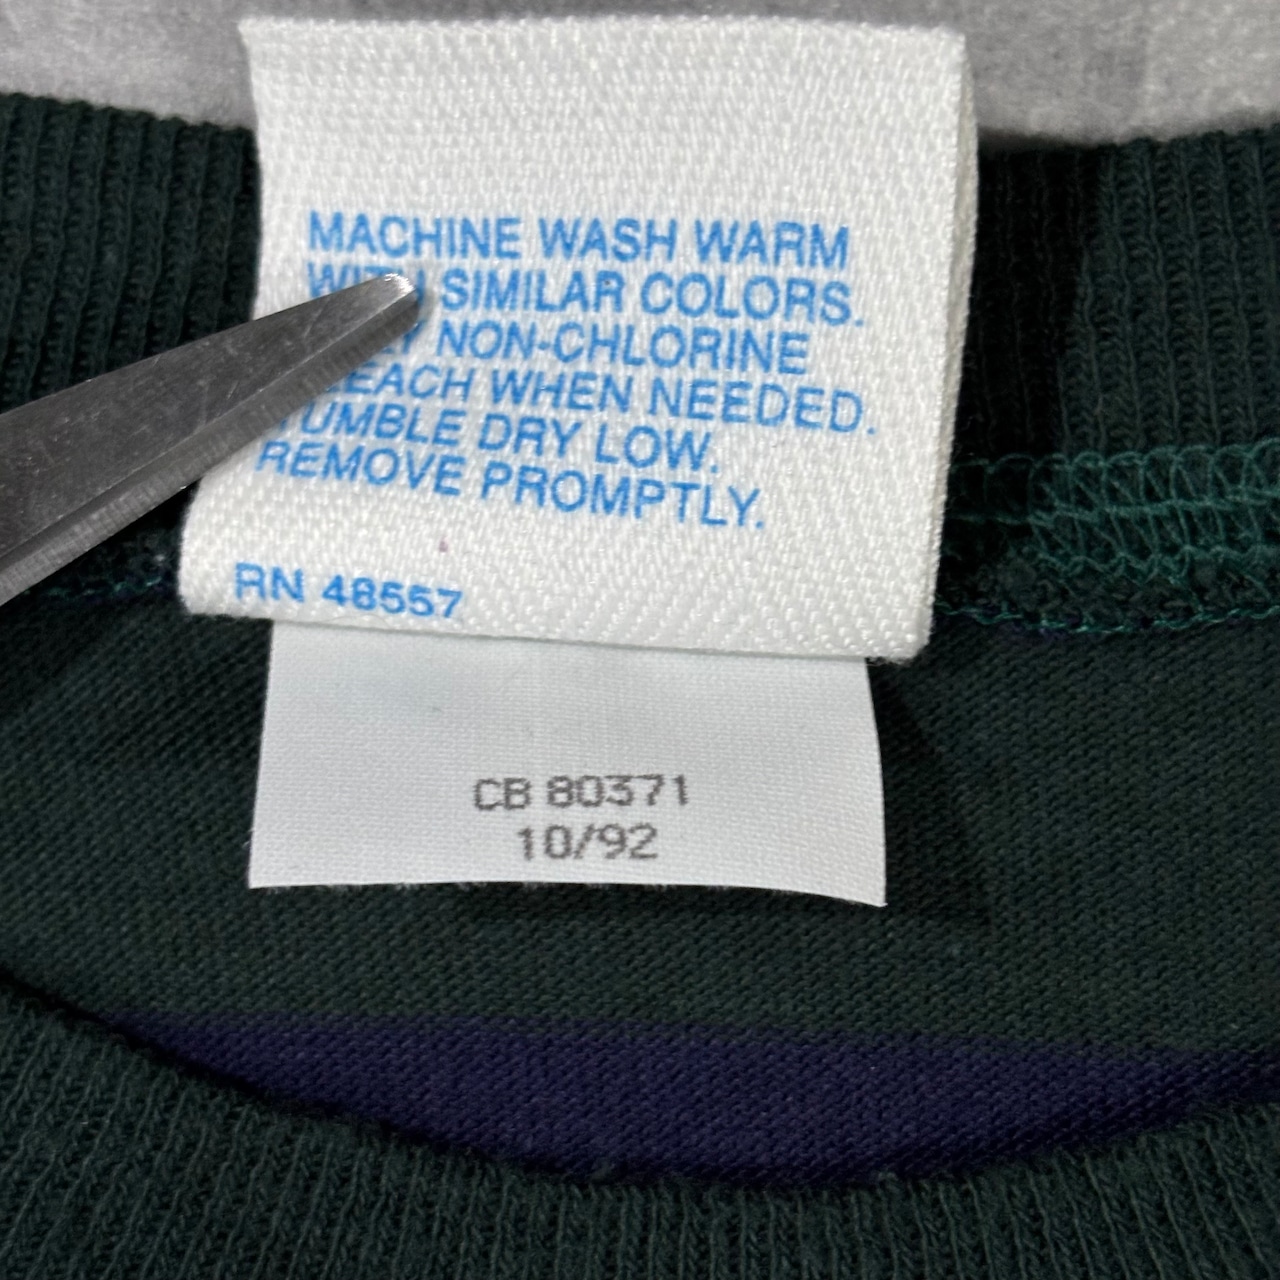 MACHINE WASH WARM
WITH SIMILAR COLORS.
NON-CHLORINE
WHEN NEEDED.
TUMBLE DRY LOW.
REMOVE PROMPTLY.
RN 48557
CB 80371
10/92